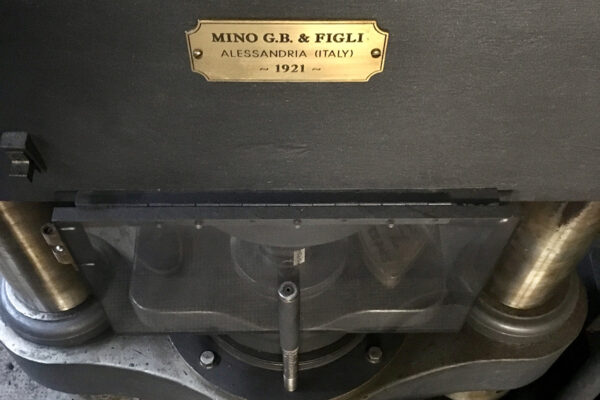 MINO G.B. & FIGLI
ALESSANDRIA (ITALY)
~ 1921 ~